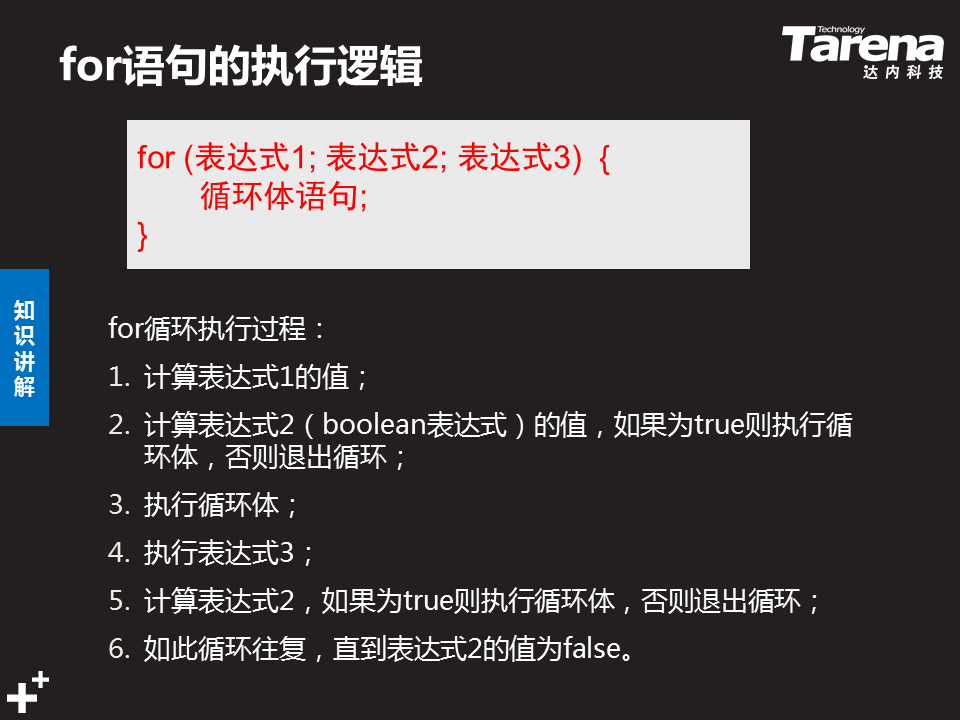 for语句的执行逻辑
Technology
Tarena
达内科技
for (表达式1; 表达式2; 表达式3) {
循环体语句;
}
知识讲解
for循环执行过程：
1. 计算表达式1的值；
2. 计算表达式2（boolean表达式）的值，如果为true则执行循
环体，否则退出循环；
3. 执行循环体；
4. 执行表达式3；
5. 计算表达式2，如果为true则执行循环体，否则退出循环；
6. 如此循环往复，直到表达式2的值为false。